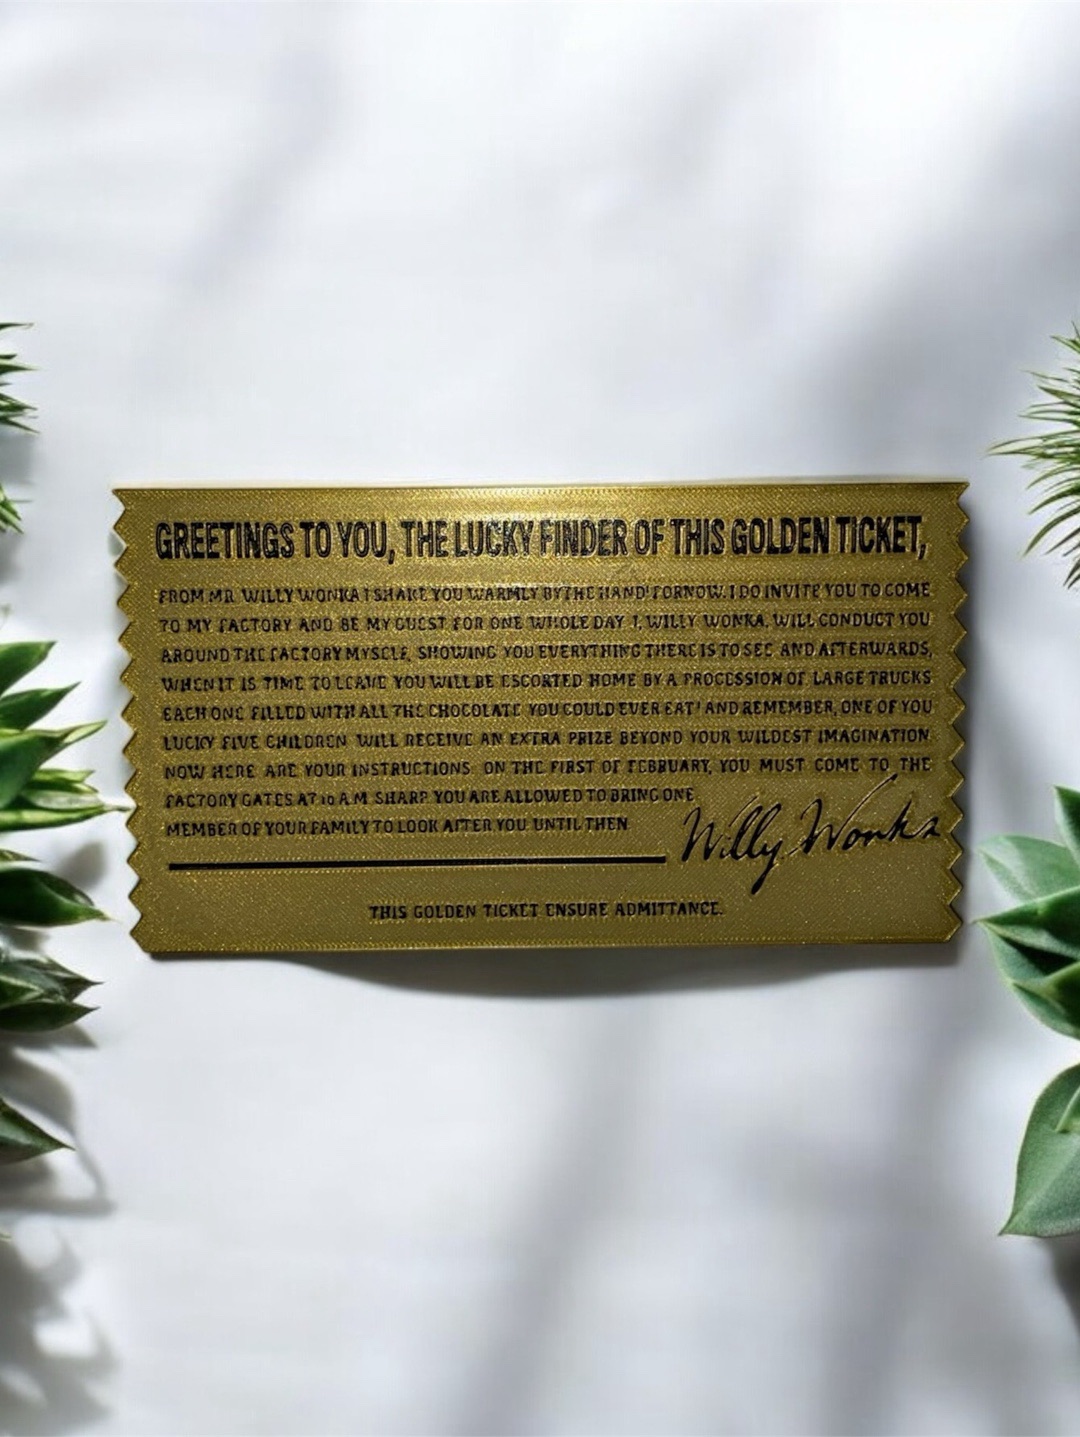 GREETINGS TO YOU, THE LUCKY FINDER OF THIS GOLDEN TICKET,
FROM MR WILLY WONKA I SHAKE YOU WARMLY BY THE HAND! FOR NOW. I DO INVITE YOU TO COME
TO MY FACTORY AND BE MY GUEST FOR ONE WHOLE DAY I, WILLY WONKA, WILL CONDUCT YOU
AROUND THE FACTORY MYSELF, SHOWING YOU EVERYTHING THERE IS TO SEE AND AFTERWARDS,
WHEN IT IS TIME TO LEAVE YOU WILL BE ESCORTED HOME BY A PROCESSION OF LARGE TRUCKS
EACH ONE FILLED WITH ALL THE CHOCOLATE YOU COULD EVER EAT! AND REMEMBER, ONE OF YOU
LUCKY FIVE CHILDREN WILL RECEIVE AN EXTRA PRIZE BEYOND YOUR WILDEST IMAGINATION.
NOW HERE ARE YOUR INSTRUCTIONS. ON THE FIRST OF FEBRUARY, YOU MUST COME TO THE
FACTORY GATES AT 10 A.M SHARP. YOU ARE ALLOWED TO BRING ONE
MEMBER OF YOUR FAMILY TO LOOK AFTER YOU. UNTIL THEN.
Willy Wonka
THIS GOLDEN TICKET ENSURE ADMITTANCE.